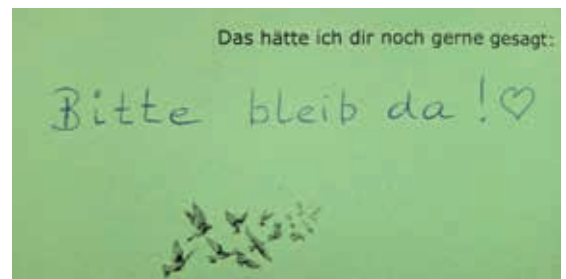 Das hätte ich dir noch gerne gesagt:
Bitte bleib da!♡